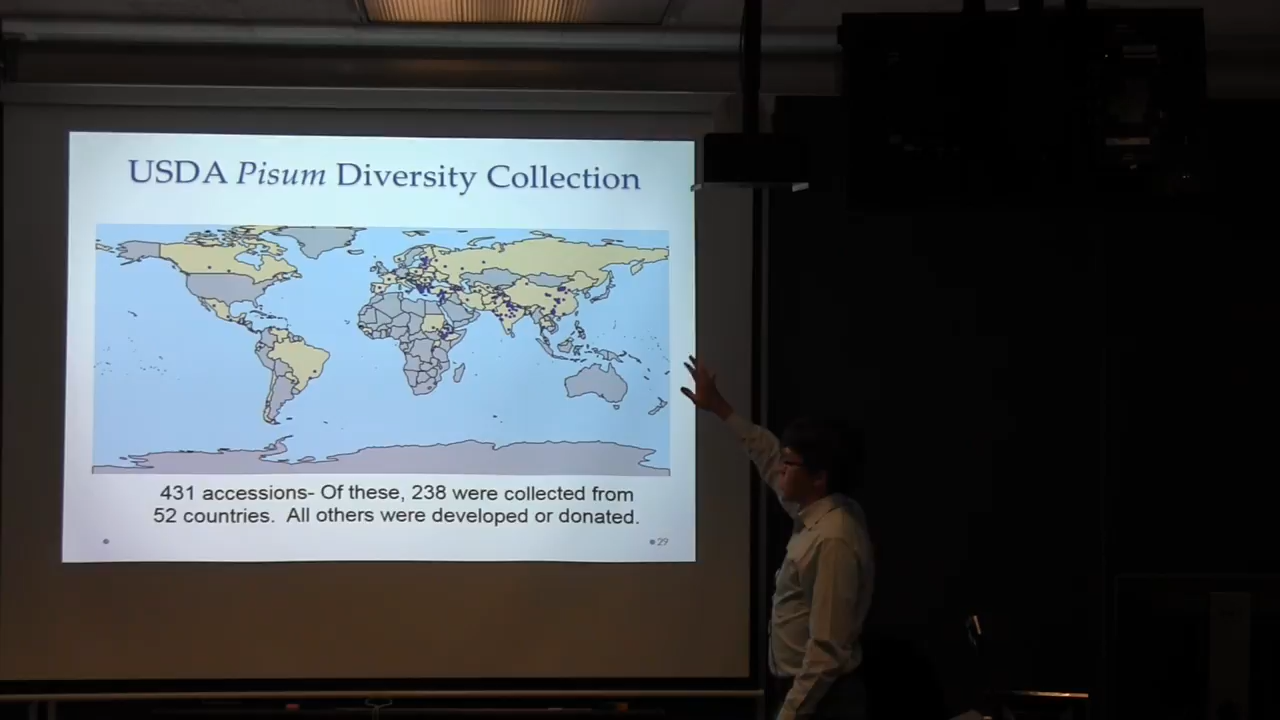 USDA Pisum Diversity Collection
431 accessions- Of these, 238 were collected from
52 countries. All others were developed or donated.
29